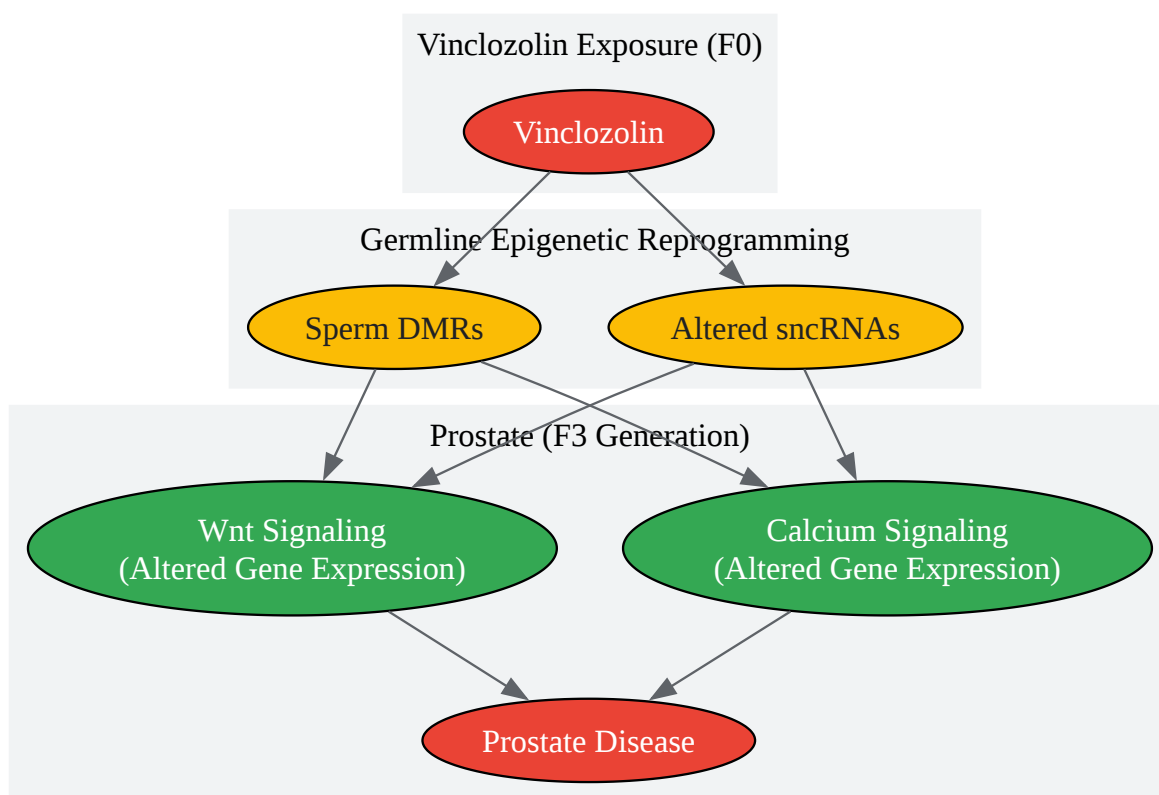 Vinclozolin Exposure (F0)
Vinclozolin
Germline Epigenetic Reprogramming
Sperm DMRs
Altered sncRNAs
Prostate (F3 Generation)
Wnt Signaling
(Altered Gene Expression)
Calcium Signaling
(Altered Gene Expression)
Prostate Disease